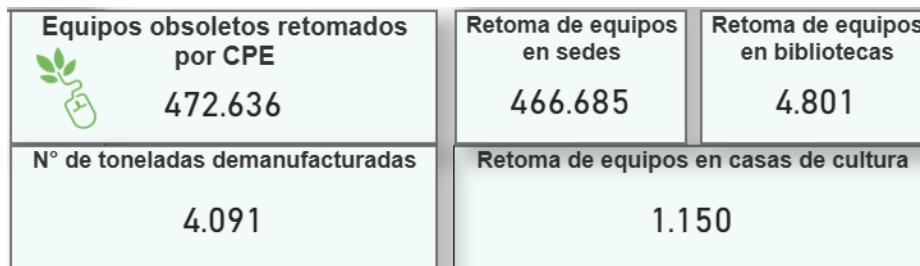 Equipos obsoletos retomados
por CPE
472.636
Retoma de equipos
en sedes
466.685
Retoma de equipos
en bibliotecas
4.801
N° de toneladas demanufacturadas
4.091
Retoma de equipos en casas de cultura
1.150